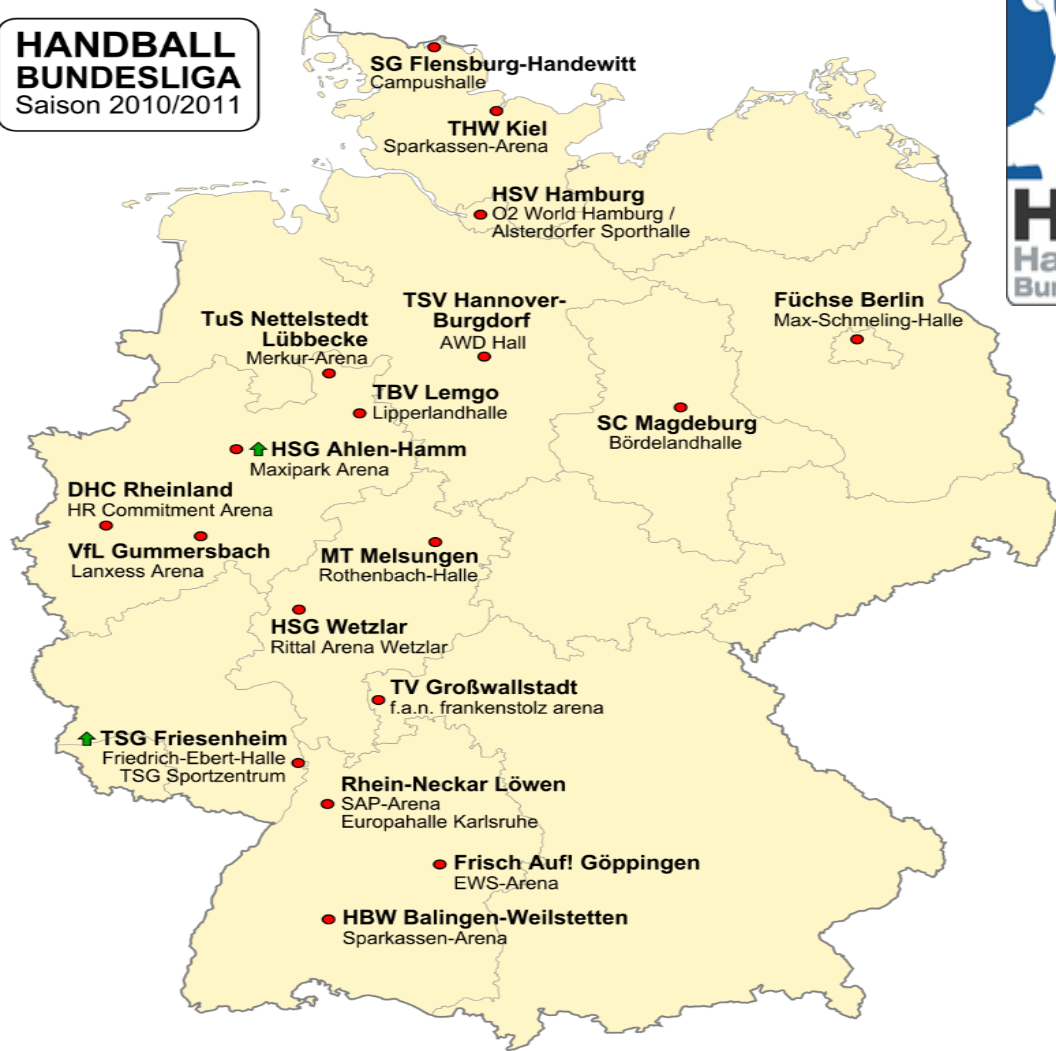 HANDBALL
BUNDESLIGA
Saison 2010/2011
SG Flensburg-Handewitt
Campushalle
THW Kiel
Sparkassen-Arena
HSV Hamburg
O2 World Hamburg /
Alsterdorfer Sporthalle
TSV Hannover-
Burgdorf
AWD Hall
Füchse Berlin
Max-Schmeling-Halle
TuS Nettelstedt
Lübbecke
Merkur-Arena
TBV Lemgo
Lipperlandhalle
SC Magdeburg
Bördelandhalle
HSG Ahlen-Hamm
Maxipark Arena
DHC Rheinland
HR Commitment Arena
VfL Gummersbach
Lanxess Arena
MT Melsungen
Rothenbach-Halle
HSG Wetzlar
Rittal Arena Wetzlar
TV Großwallstadt
f.a.n. frankenstolz arena
TSG Friesenheim
Friedrich-Ebert-Halle
TSG Sportzentrum
Rhein-Neckar Löwen
SAP-Arena
Europahalle Karlsruhe
Frisch Auf! Göppingen
EWS-Arena
HBW Balingen-Weilstetten
Sparkassen-Arena
H
Ha
Bun